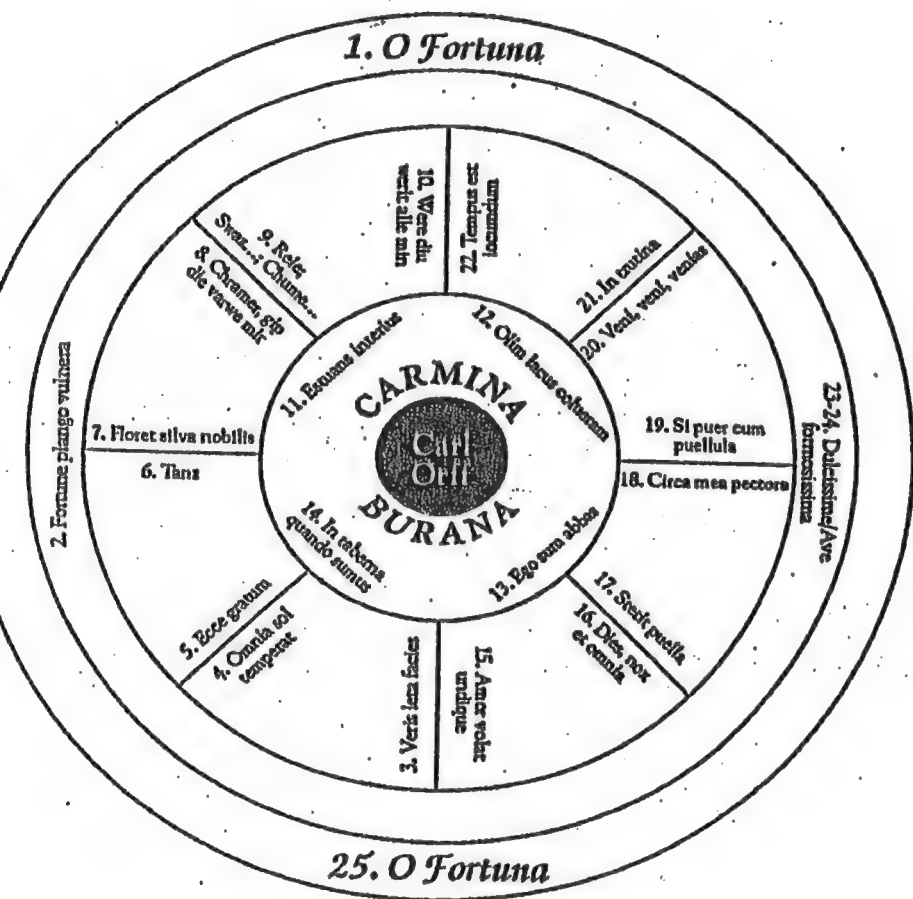 1. O Fortuna
2. Fortune plango vulnera
3. Veris leta facies
4. Omnia sol
temperat
5. Ecce gratum
6. Tanz
7. Floret silva nobilis
8. Chramer, gip
die varwe mir
9. Reie;
Swaz...; Chume...
10. Were diu
werlt alle min
11. Estuans interius
12. Olim lacus colueram
13. Ego sum abbas
14. In taberna
quando sumus
15. Amor volat
undique
16. Dies, nox
et omnia
17. Stetit puella
18. Circa mea pectora
19. Si puer cum
puellula
20. Veni, veni, venias
21. In trutina
22. Tempus
est iocundum
23-24. Dulcissime/Ave
formosissima
25. O Fortuna
CARMINA
Carl
Orff
BURANA